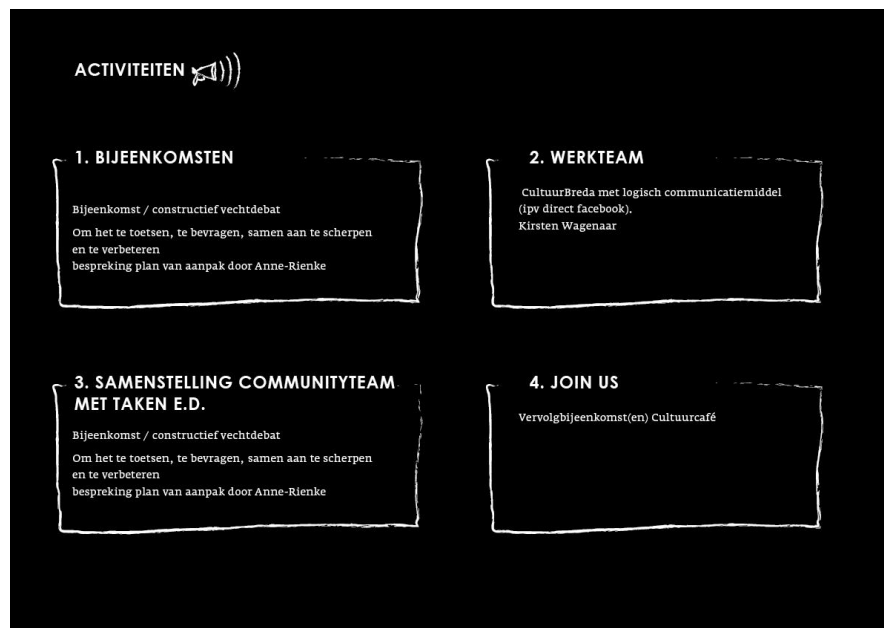 ACTIVITEITEN
1. BIJEENKOMSTEN
Bijeenkomst / constructief vechtdebat
Om het te toetsen, te bevragen, samen aan te scherpen
en te verbeteren
bespreking plan van aanpak door Anne-Rienke
2. WERKTEAM
CultuurBreda met logisch communicatiemiddel
(ipv direct facebook).
Kirsten Wagenaar
3. SAMENSTELLING COMMUNITYTEAM
MET TAKEN E.D.
Bijeenkomst / constructief vechtdebat
Om het te toetsen, te bevragen, samen aan te scherpen
en te verbeteren
bespreking plan van aanpak door Anne-Rienke
4. JOIN US
Vervolgbijeenkomst(en) Cultuurcafé